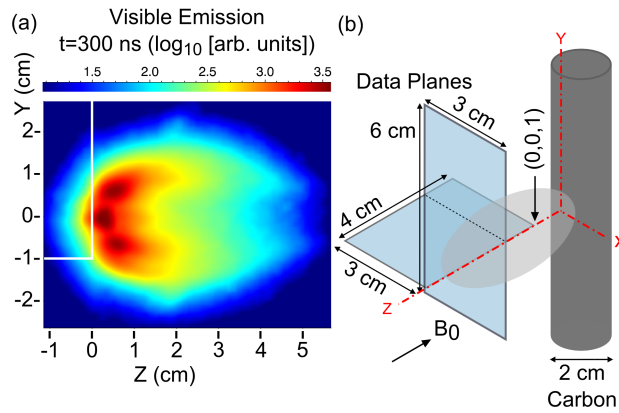 (a)
Visible Emission
t=300 ns (log10 [arb. units])
1.5 2.0 2.5 3.0 3.5
Y (cm)
2
1
0
-1
-2
-1 0 1 2 3 4 5
Z (cm)
(b)
Data Planes
3 cm
6 cm
4 cm
3 cm
(0,0,1)
Y
X
Z
B0
2 cm
Carbon